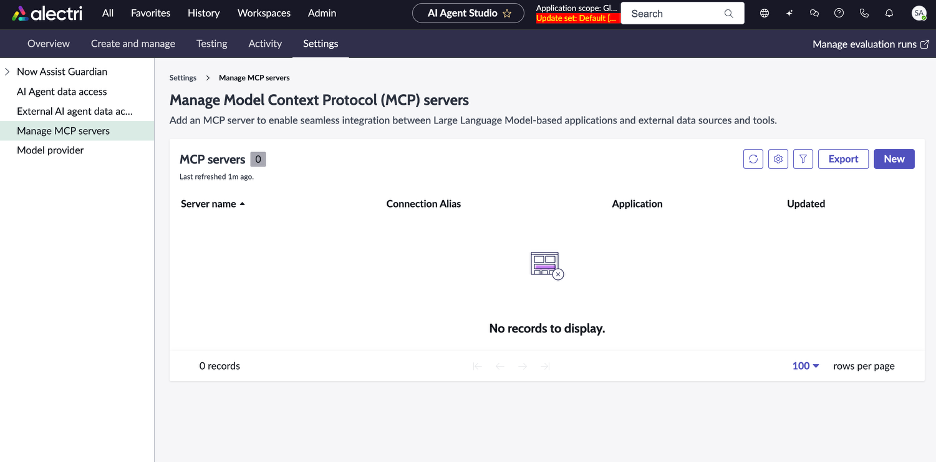 alectri
All Favorites History Workspaces Admin
AI Agent Studio
Application scope: Gl...
Update set: Default [...
Search
SA
Overview Create and manage Testing Activity Settings
Manage evaluation runs
Now Assist Guardian
AI Agent data access
External AI agent data ac...
Manage MCP servers
Model provider
Settings > Manage MCP servers
Manage Model Context Protocol (MCP) servers
Add an MCP server to enable seamless integration between Large Language Model-based applications and external data sources and tools.
MCP servers 0
Last refreshed 1m ago.
Export New
Server name Connection Alias Application Updated
No records to display.
0 records
100 rows per page